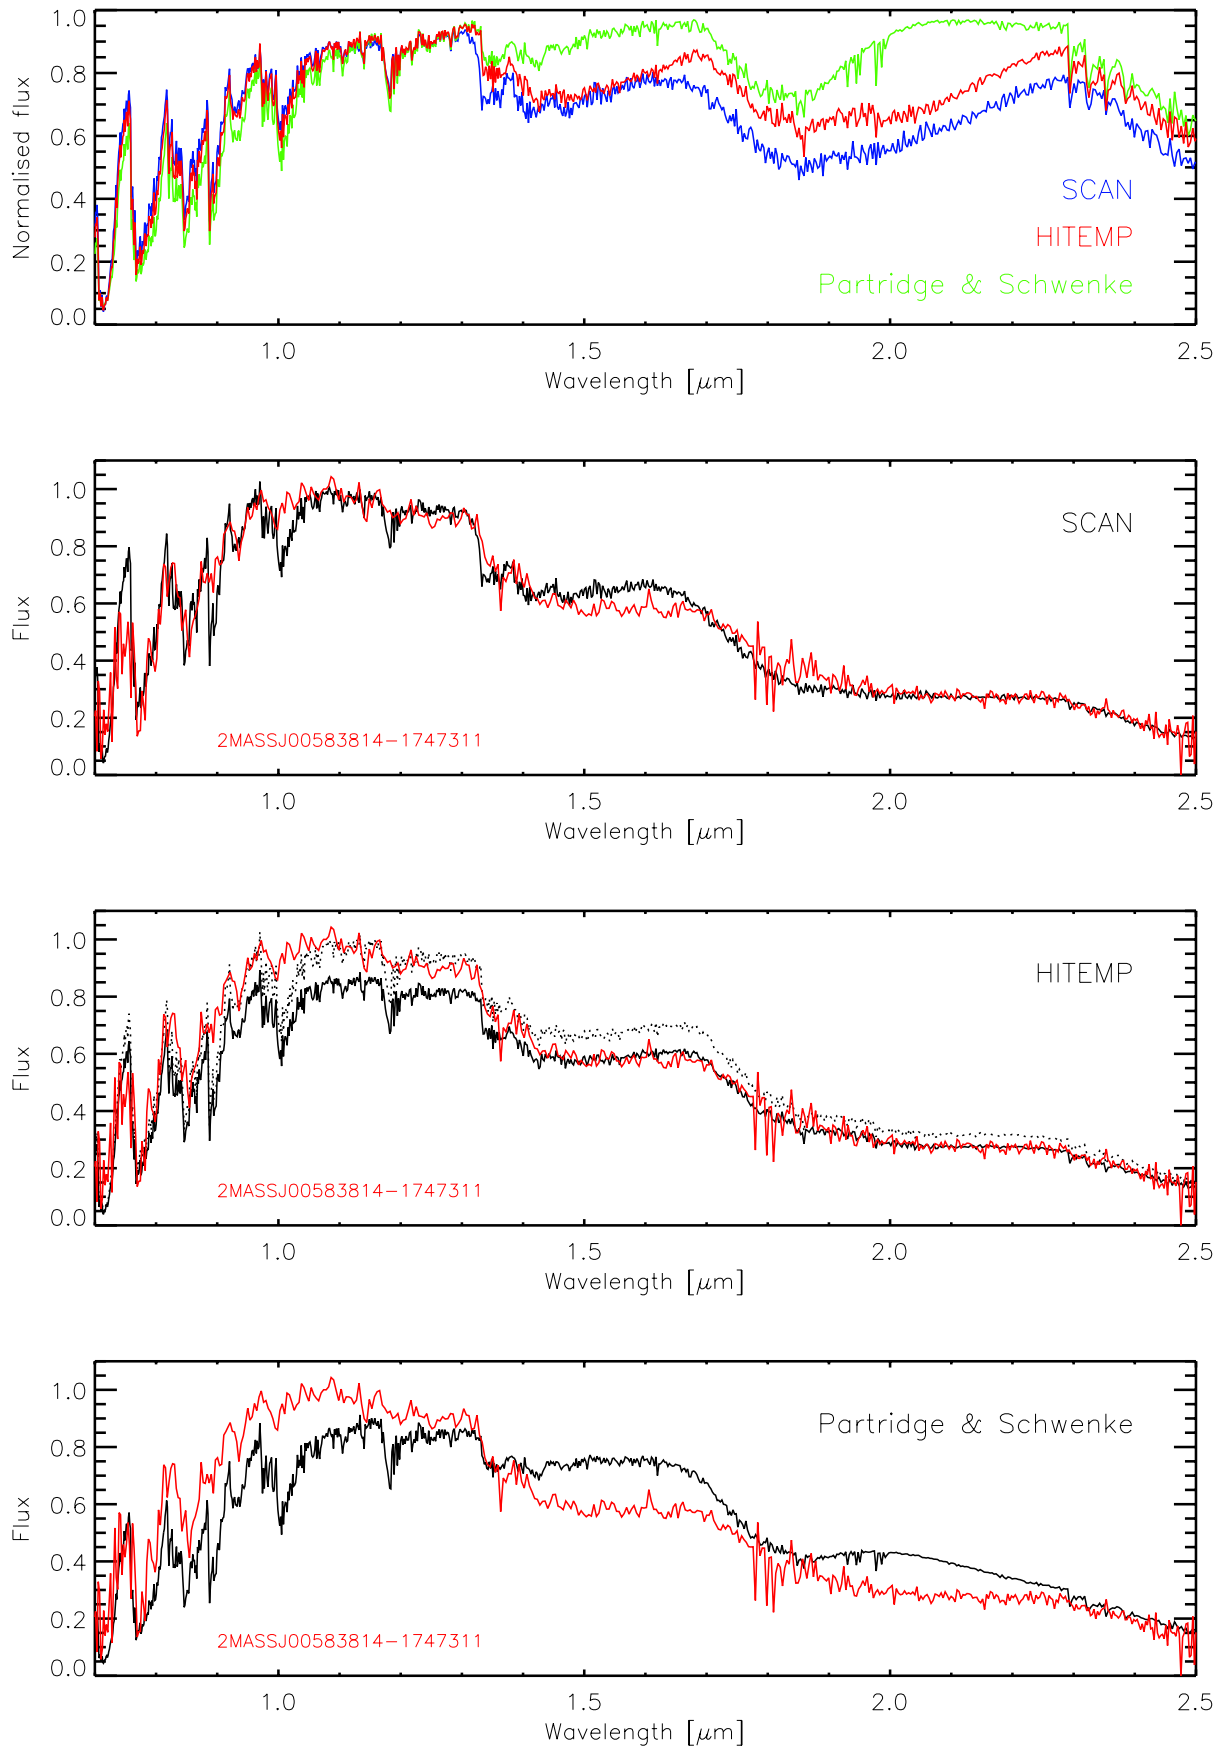 1.0
0.8
0.6
0.4
0.2
0.0
Normalised flux
SCAN
HITEMP
Partridge & Schwenke
1.0 1.5 2.0 2.5
Wavelength [μm]
1.0
0.8
0.6
0.4
0.2
0.0
Flux
SCAN
2MASSJ00583814-1747311
1.0 1.5 2.0 2.5
Wavelength [μm]
1.0
0.8
0.6
0.4
0.2
0.0
Flux
HITEMP
2MASSJ00583814-1747311
1.0 1.5 2.0 2.5
Wavelength [μm]
1.0
0.8
0.6
0.4
0.2
0.0
Flux
Partridge & Schwenke
2MASSJ00583814-1747311
1.0 1.5 2.0 2.5
Wavelength [μm]